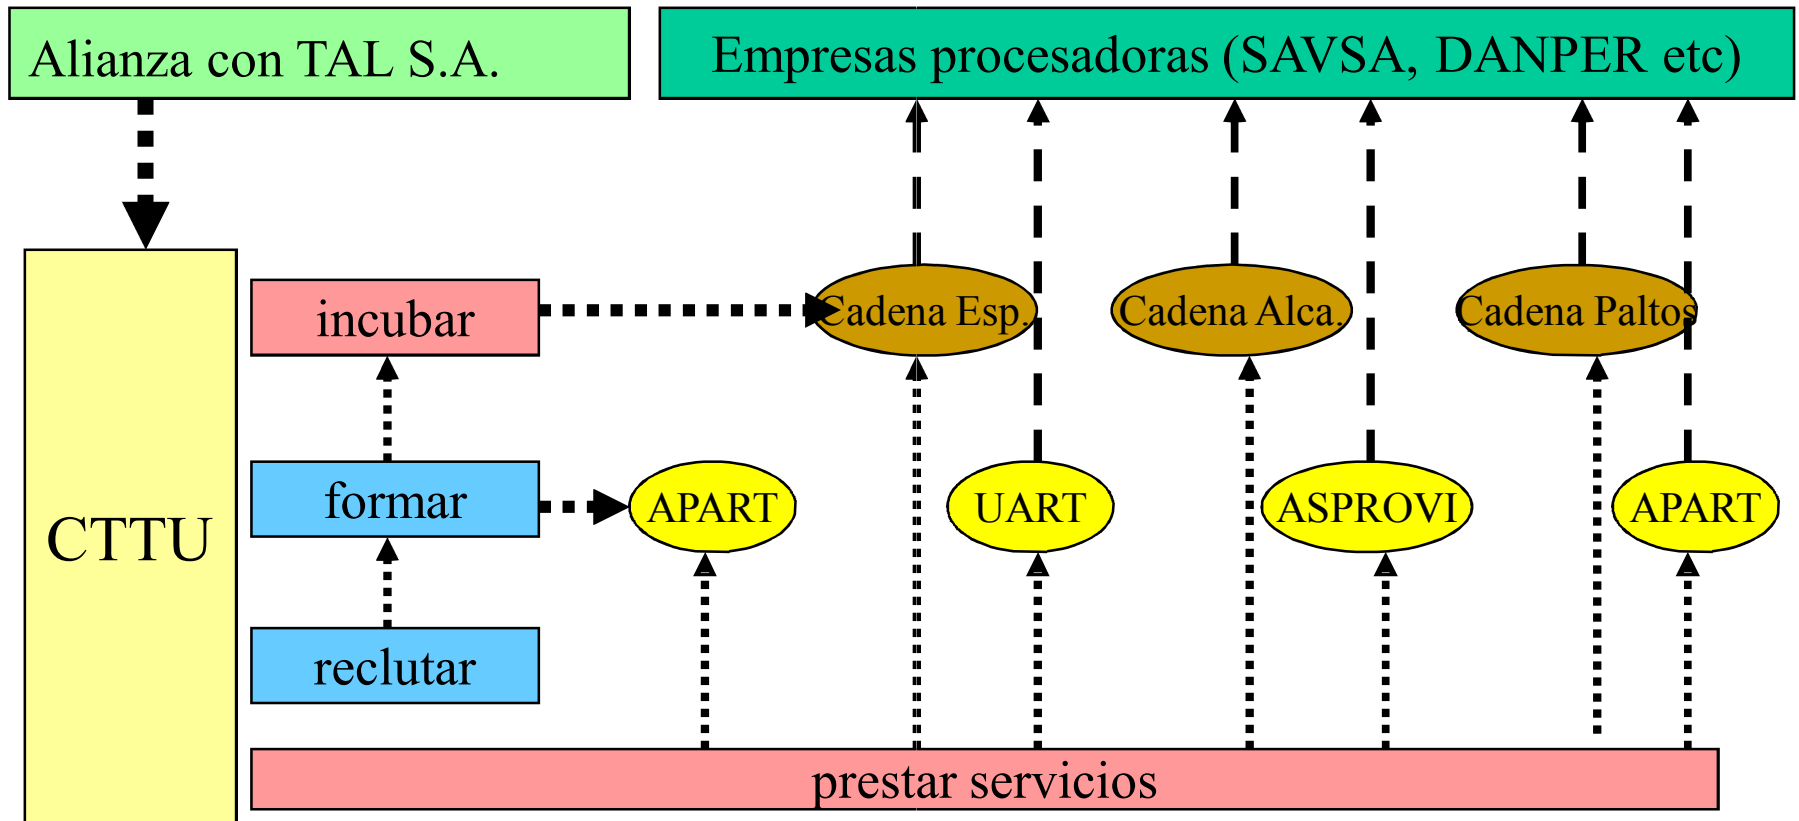 Alianza con TAL S.A.
Empresas procesadoras (SAVSA, DANPER etc)
incubar
Cadena Esp.
Cadena Alca.
Cadena Paltos
CTTU
formar
APART
UART
ASPROVI
APART
reclutar
prestar servicios